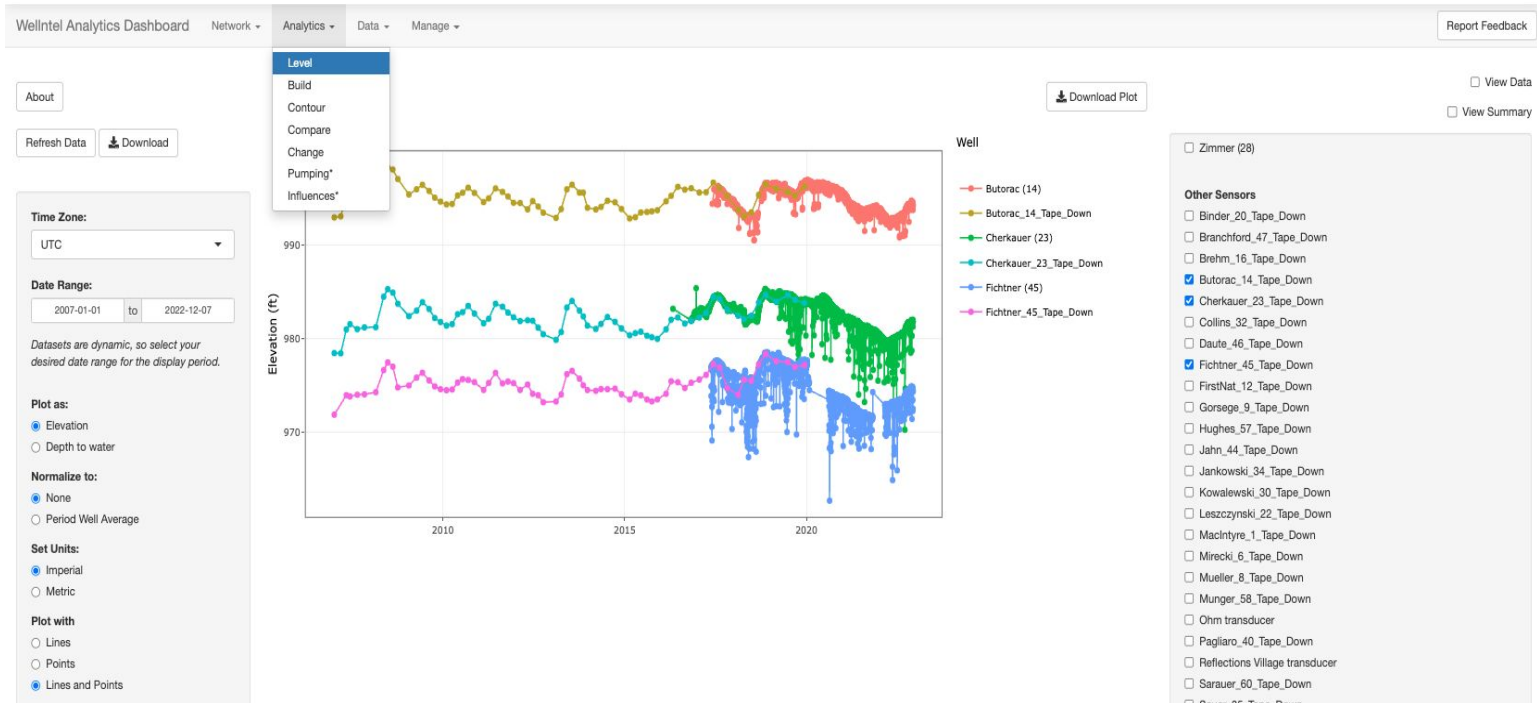 Wellntel Analytics Dashboard Network Analytics Data Manage Report Feedback
Level
Build
Contour
Compare
Change
Pumping*
Influences*
About
Refresh Data Download
Download Plot
View Data
View Summary
Time Zone:
UTC
Date Range:
2007-01-01 to 2022-12-07
Datasets are dynamic, so select your
desired date range for the display period.
Plot as:
Elevation
Depth to water
Normalize to:
None
Period Well Average
Set Units:
Imperial
Metric
Plot with
Lines
Points
Lines and Points
Elevation (ft)
990
980
970
2010 2015 2020
Well
Butorac (14)
Butorac_14_Tape_Down
Cherkauer (23)
Cherkauer_23_Tape_Down
Fichtner (45)
Fichtner_45_Tape_Down
Zimmer (28)
Other Sensors
Binder_20_Tape_Down
Branchford_47_Tape_Down
Brehm_16_Tape_Down
Butorac_14_Tape_Down
Cherkauer_23_Tape_Down
Collins_32_Tape_Down
Daute_46_Tape_Down
Fichtner_45_Tape_Down
FirstNat_12_Tape_Down
Gorsege_9_Tape_Down
Hughes_57_Tape_Down
Jahn_44_Tape_Down
Jankowski_34_Tape_Down
Kowalewski_30_Tape_Down
Leszczynski_22_Tape_Down
MacIntyre_1_Tape_Down
Mirecki_6_Tape_Down
Mueller_8_Tape_Down
Munger_58_Tape_Down
Ohm transducer
Pagliaro_40_Tape_Down
Reflections Village transducer
Sarauer_60_Tape_Down